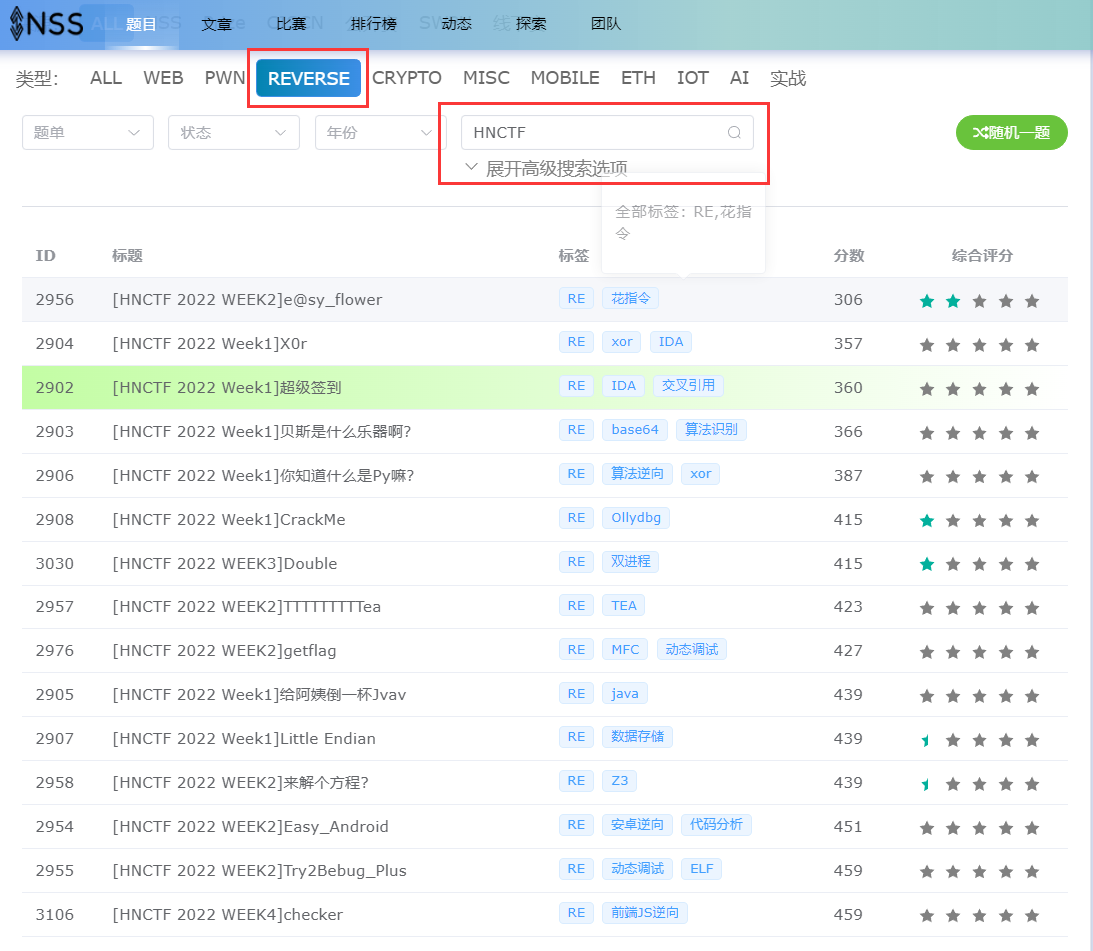 NSS 题目 文章 比赛 排行榜 动态 探索 团队
类型: ALL WEB PWN REVERSE CRYPTO MISC MOBILE ETH IOT AI 实战
题单 状态 年份 HNCTF 随机一题
展开高级搜索选项
全部标签: RE,花指
令
ID 标题 标签 分数 综合评分
2956 [HNCTF 2022 WEEK2]e@sy_flower RE 花指令 306
2904 [HNCTF 2022 Week1]X0r RE xor IDA 357
2902 [HNCTF 2022 Week1]超级签到 RE IDA 交叉引用 360
2903 [HNCTF 2022 Week1]贝斯是什么乐器啊? RE base64 算法识别 366
2906 [HNCTF 2022 Week1]你知道什么是Py嘛? RE 算法逆向 xor 387
2908 [HNCTF 2022 Week1]CrackMe RE Ollydbg 415
3030 [HNCTF 2022 WEEK3]Double RE 双进程 415
2957 [HNCTF 2022 WEEK2]TTTTTTTTTea RE TEA 423
2976 [HNCTF 2022 WEEK2]getflag RE MFC 动态调试 427
2905 [HNCTF 2022 Week1]给阿姨倒一杯Jvav RE java 439
2907 [HNCTF 2022 Week1]Little Endian RE 数据存储 439
2958 [HNCTF 2022 WEEK2]来解个方程? RE Z3 439
2954 [HNCTF 2022 WEEK2]Easy_Android RE 安卓逆向 代码分析 451
2955 [HNCTF 2022 WEEK2]Try2Bebug_Plus RE 动态调试 ELF 459
3106 [HNCTF 2022 WEEK4]checker RE 前端JS逆向 459